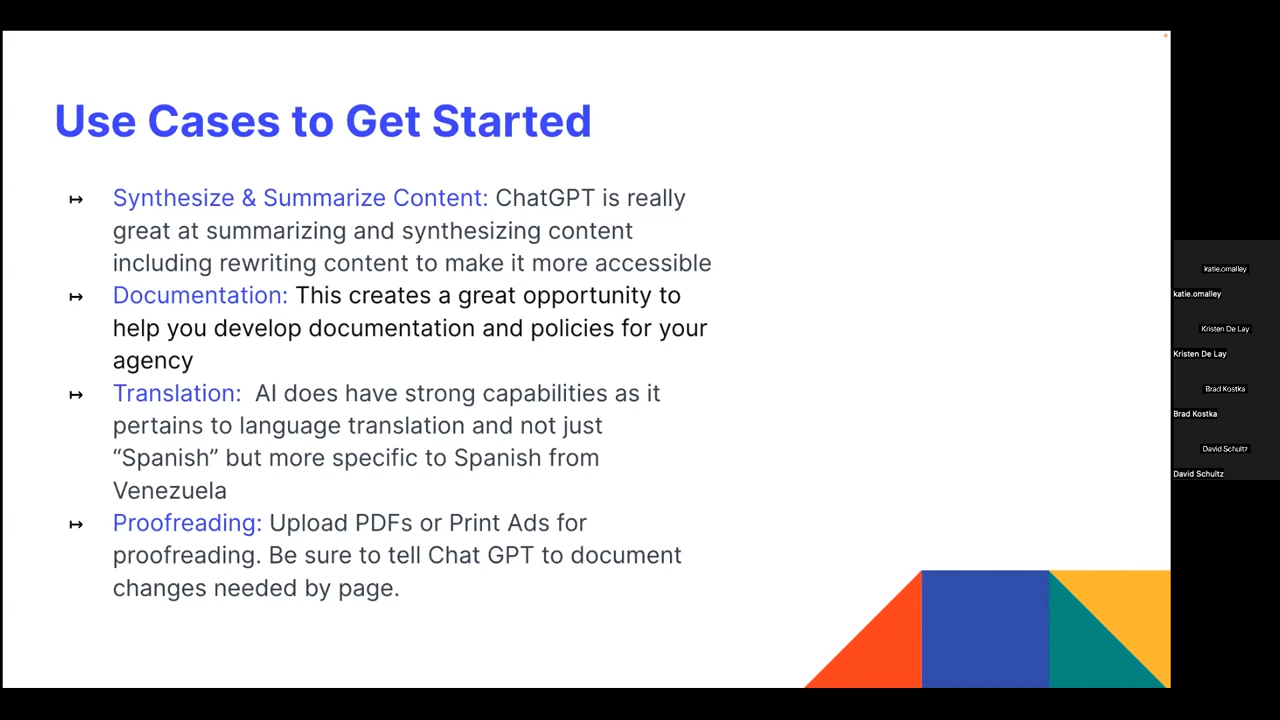 Use Cases to Get Started
↦ Synthesize & Summarize Content: ChatGPT is really
great at summarizing and synthesizing content
including rewriting content to make it more accessible
↦ Documentation: This creates a great opportunity to
help you develop documentation and policies for your
agency
↦ Translation:  AI does have strong capabilities as it
pertains to language translation and not just
“Spanish” but more specific to Spanish from
Venezuela
↦ Proofreading: Upload PDFs or Print Ads for
proofreading. Be sure to tell Chat GPT to document
changes needed by page.
katie.omalley
katie.omalley
Kristen De Lay
Kristen De Lay
Brad Kostka
Brad Kostka
David Schultz
David Schultz